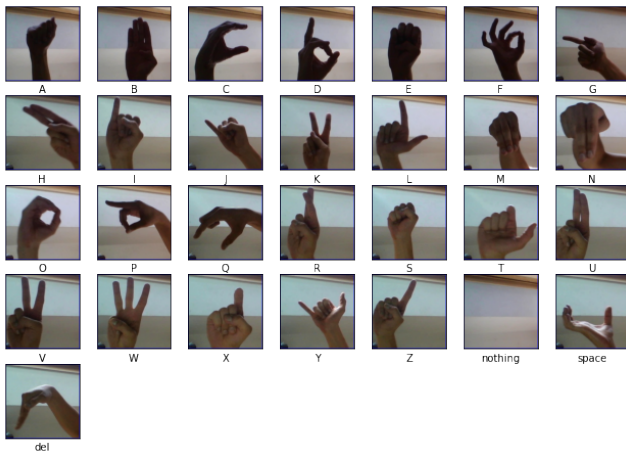 A B C D E F G
H I J K L M N
O P Q R S T U
V W X Y Z nothing space
del